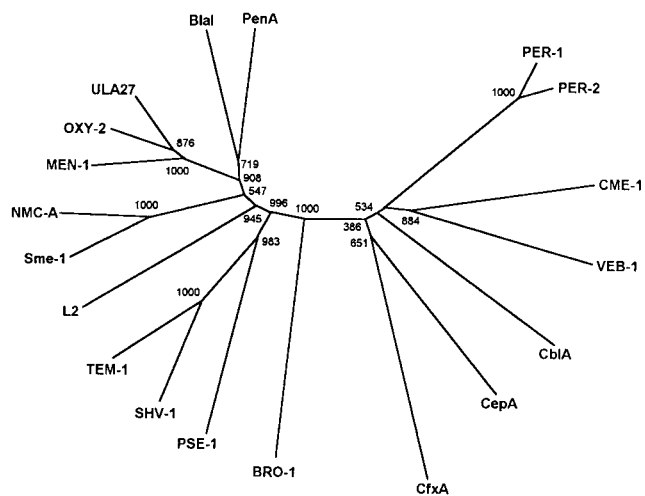 BlaI PenA
PER-1
PER-2
1000
ULA27
OXY-2
876
MEN-1
1000
719
908
547
CME-1
NMC-A
1000
996
1000
534
884
945
386
983
651
Sme-1
VEB-1
L2
1000
CblA
TEM-1
CepA
SHV-1
PSE-1
BRO-1
CfxA